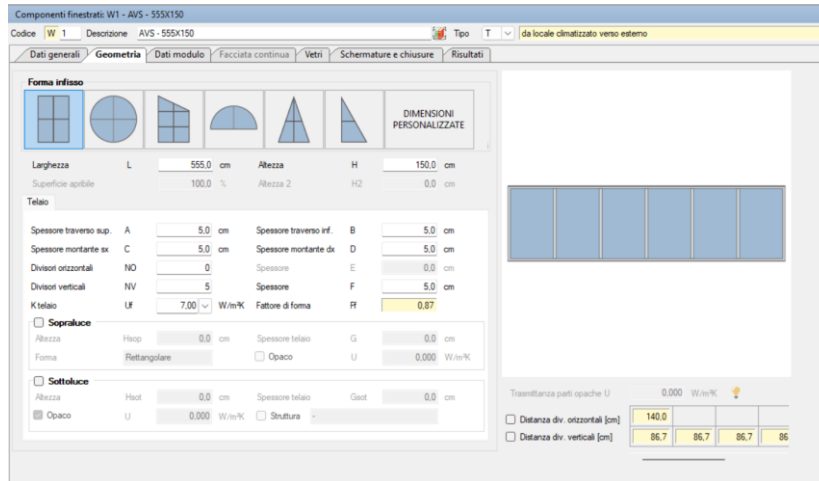 Componenti finestrati: W1 - AVS - 555X150
Codice W 1 Descrizione AVS - 555X150 Tipo T da locale climatizzato verso esterno
Dati generali Geometria Dati modulo Facciata continua Vetri Schermature e chiusure Risultati
Forma infisso
DIMENSIONI
PERSONALIZZATE
Larghezza L 555,0 cm Altezza H 150,0 cm
Superficie apribile 100,0 % Altezza 2 H2 0,0 cm
Telaio
Spessore traverso sup. A 5,0 cm Spessore traverso inf. B 5,0 cm
Spessore montante sx C 5,0 cm Spessore montante dx D 5,0 cm
Divisori orizzontali NO 0 Spessore E 0,0 cm
Divisori verticali NV 5 Spessore F 5,0 cm
K telaio Uf 7,00 W/m²K Fattore di forma Ff 0,87
Sopraluce
Altezza Hsop 0,0 cm Spessore telaio G 0,0 cm
Forma Rettangolare Opaco U 0,000 W/m²K
Sottoluce
Altezza Hsot 0,0 cm Spessore telaio Gsot 0,0 cm
Opaco U 0,000 W/m²K Struttura -
Trasmittanza parti opache U 0,000 W/m²K
Distanza div. orizzontali [cm] 140,0
Distanza div. verticali [cm] 86,7 86,7 86,7 86